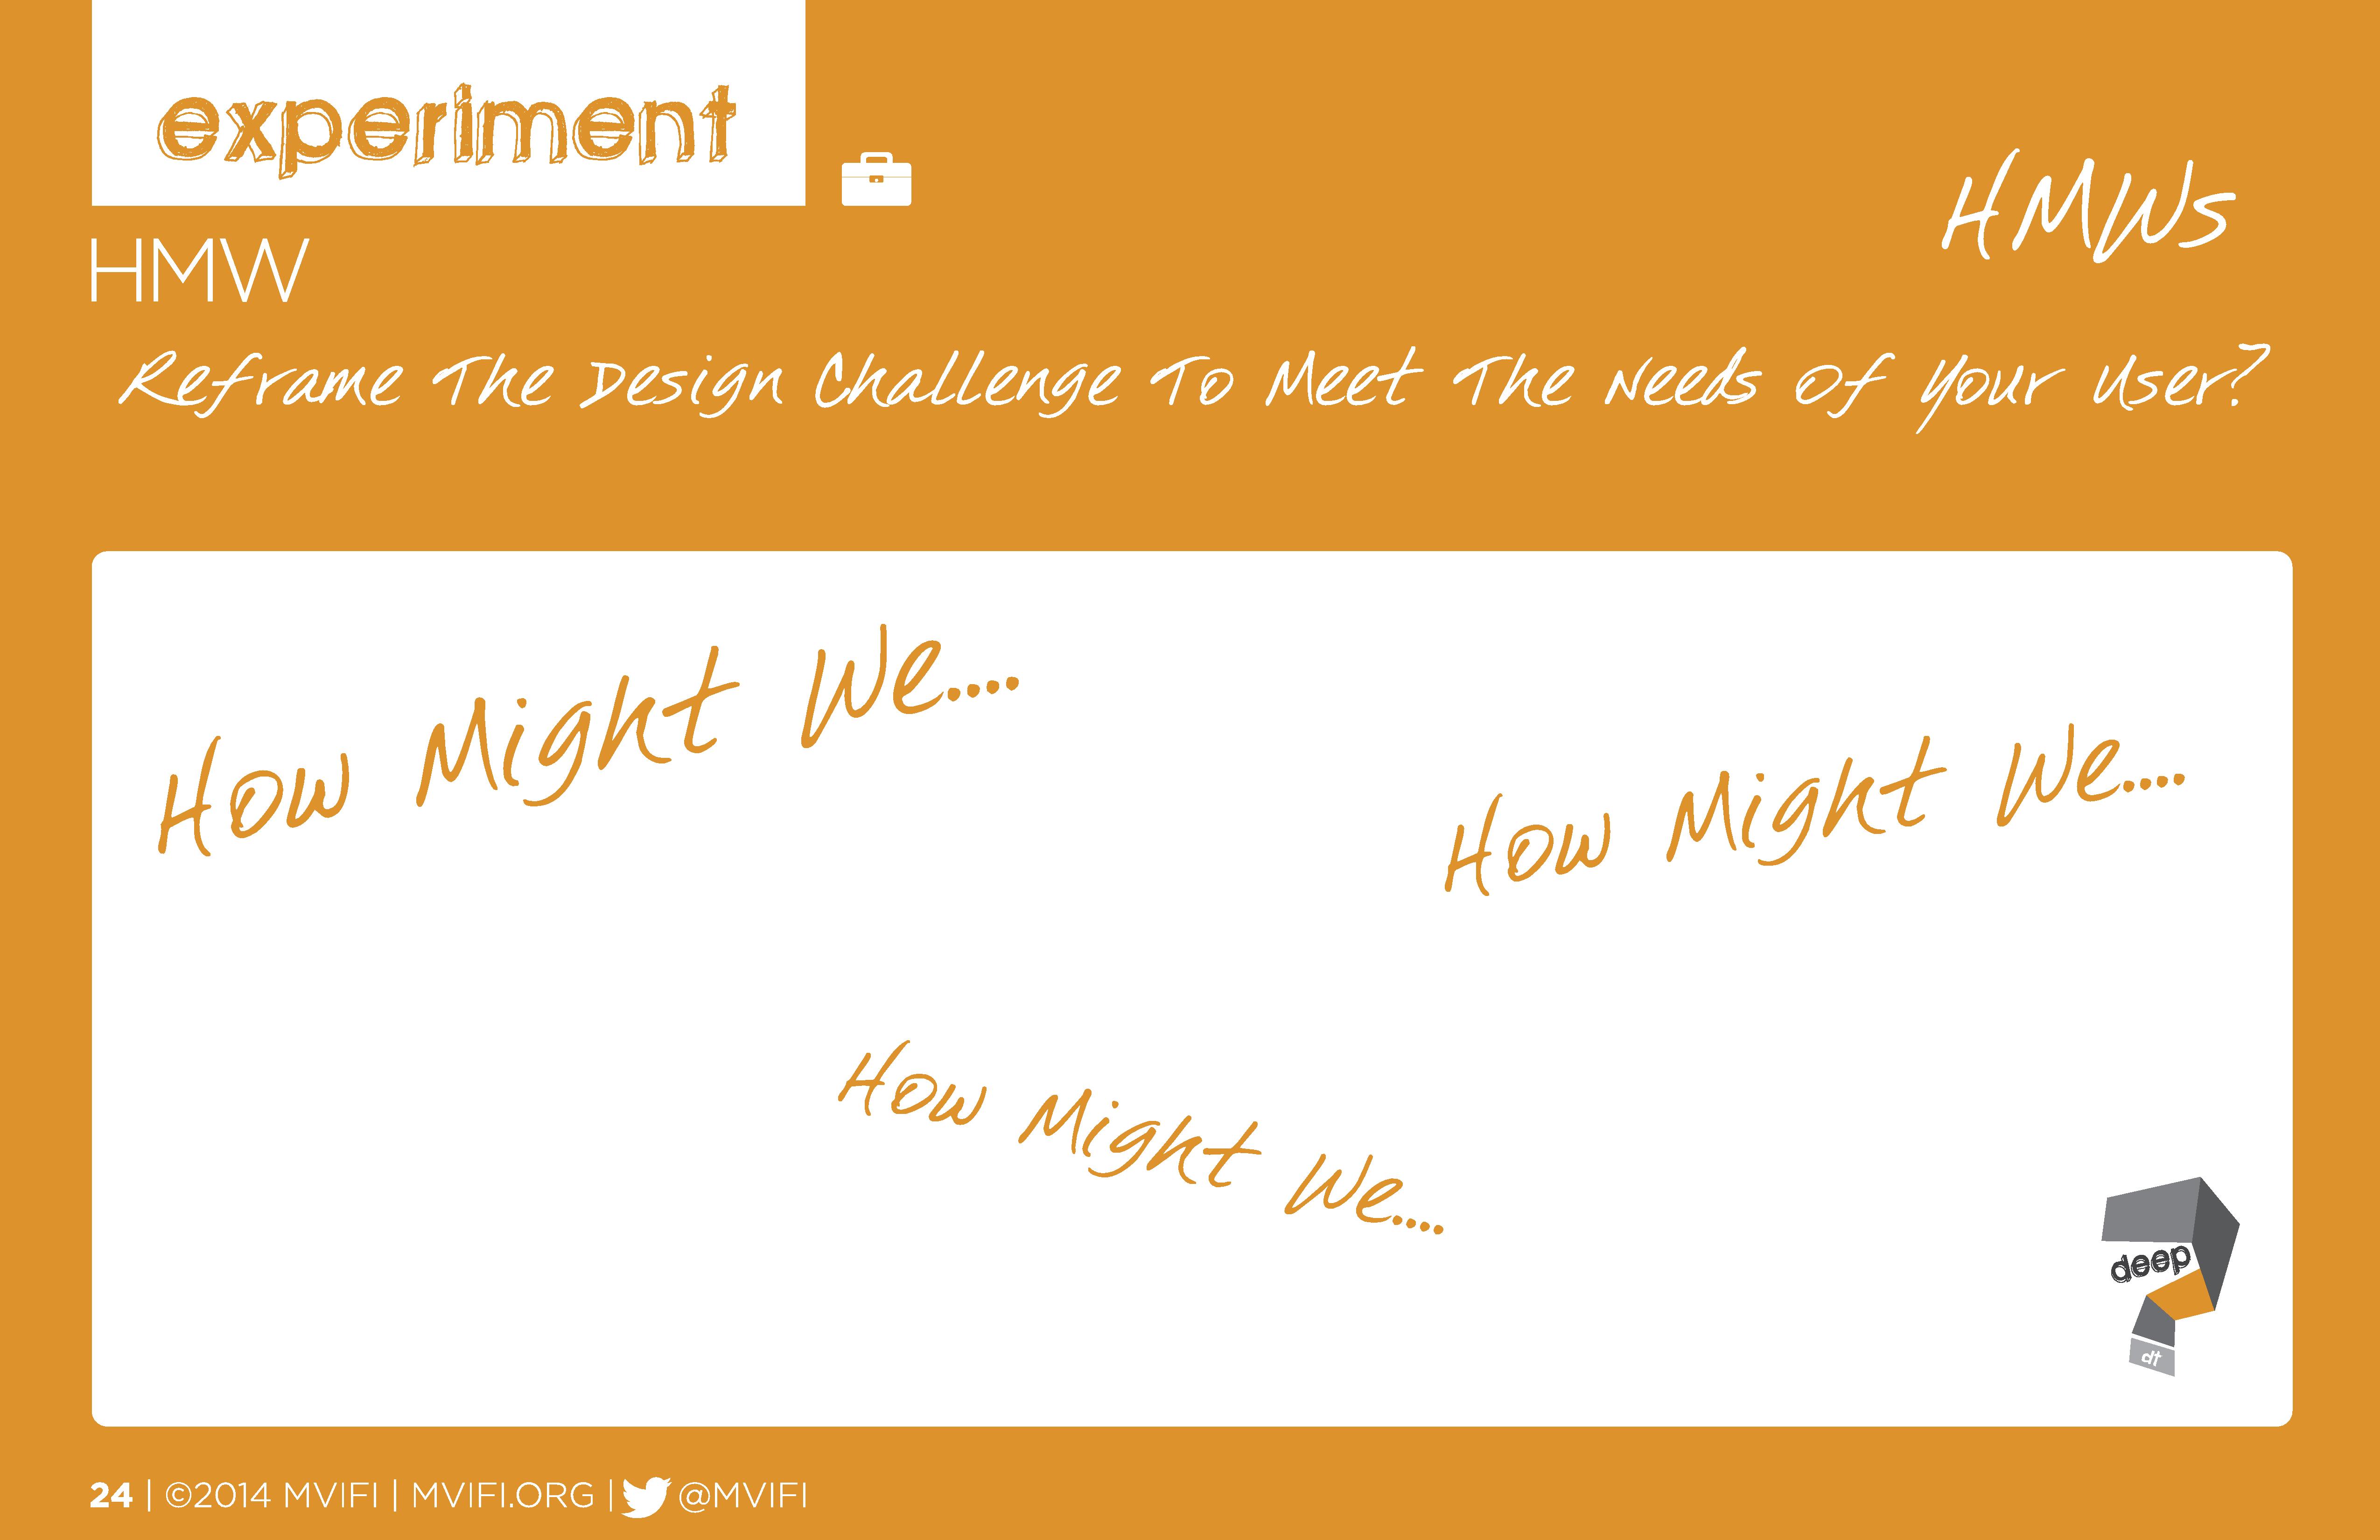 experiment
HMWs
HMW
Reframe The Design Challenge To Meet The Needs Of Your User?
How Might We....
How Might We....
How Might We....
deep
dt
24 | ©2014 MVIFI | MVIFI.ORG | @MVIFI